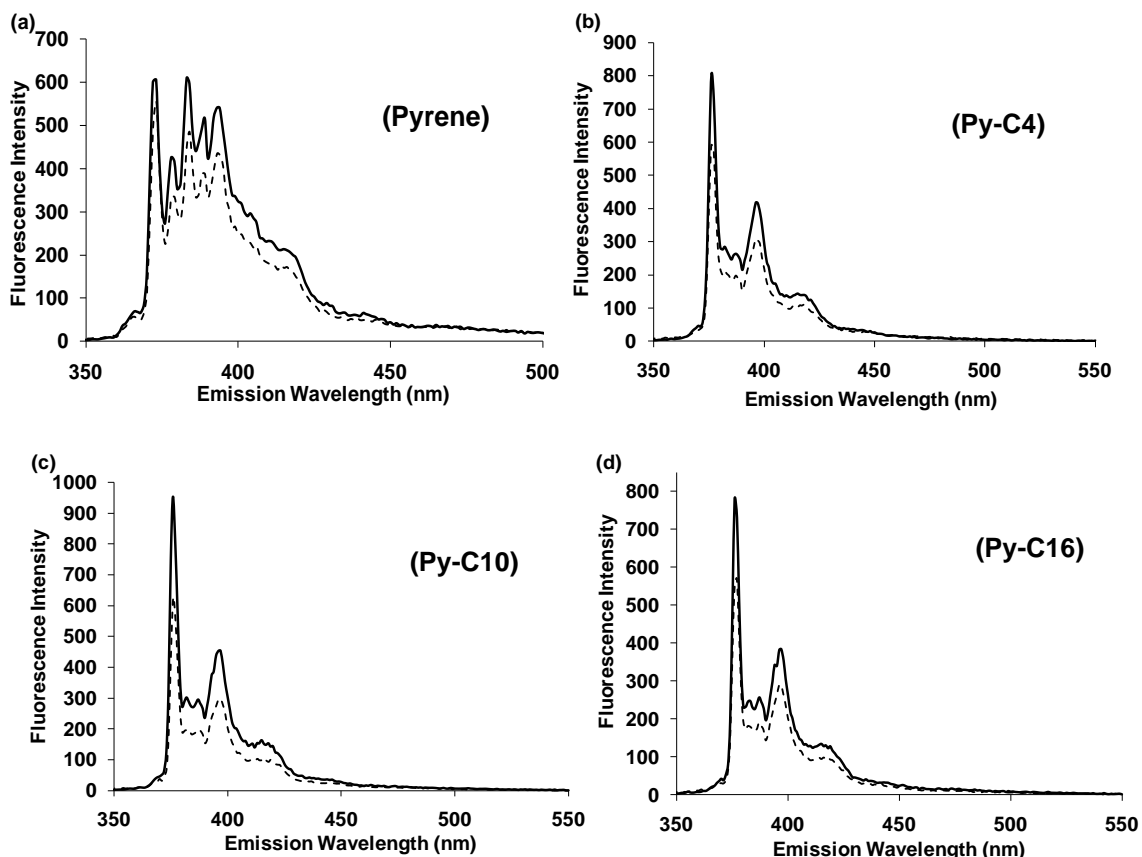 (a)
700
600
500
400
300
200
100
0
Fluorescence Intensity
(Pyrene)
350 400 450 500
Emission Wavelength (nm)
(b)
900
800
700
600
500
400
300
200
100
0
Fluorescence Intensity
(Py-C4)
350 400 450 500 550
Emission Wavelength (nm)
(c)
1000
900
800
700
600
500
400
300
200
100
0
Fluorescence Intensity
(Py-C10)
350 400 450 500 550
Emission Wavelength (nm)
(d)
800
700
600
500
400
300
200
100
0
Fluorescence Intensity
(Py-C16)
350 400 450 500 550
Emission Wavelength (nm)